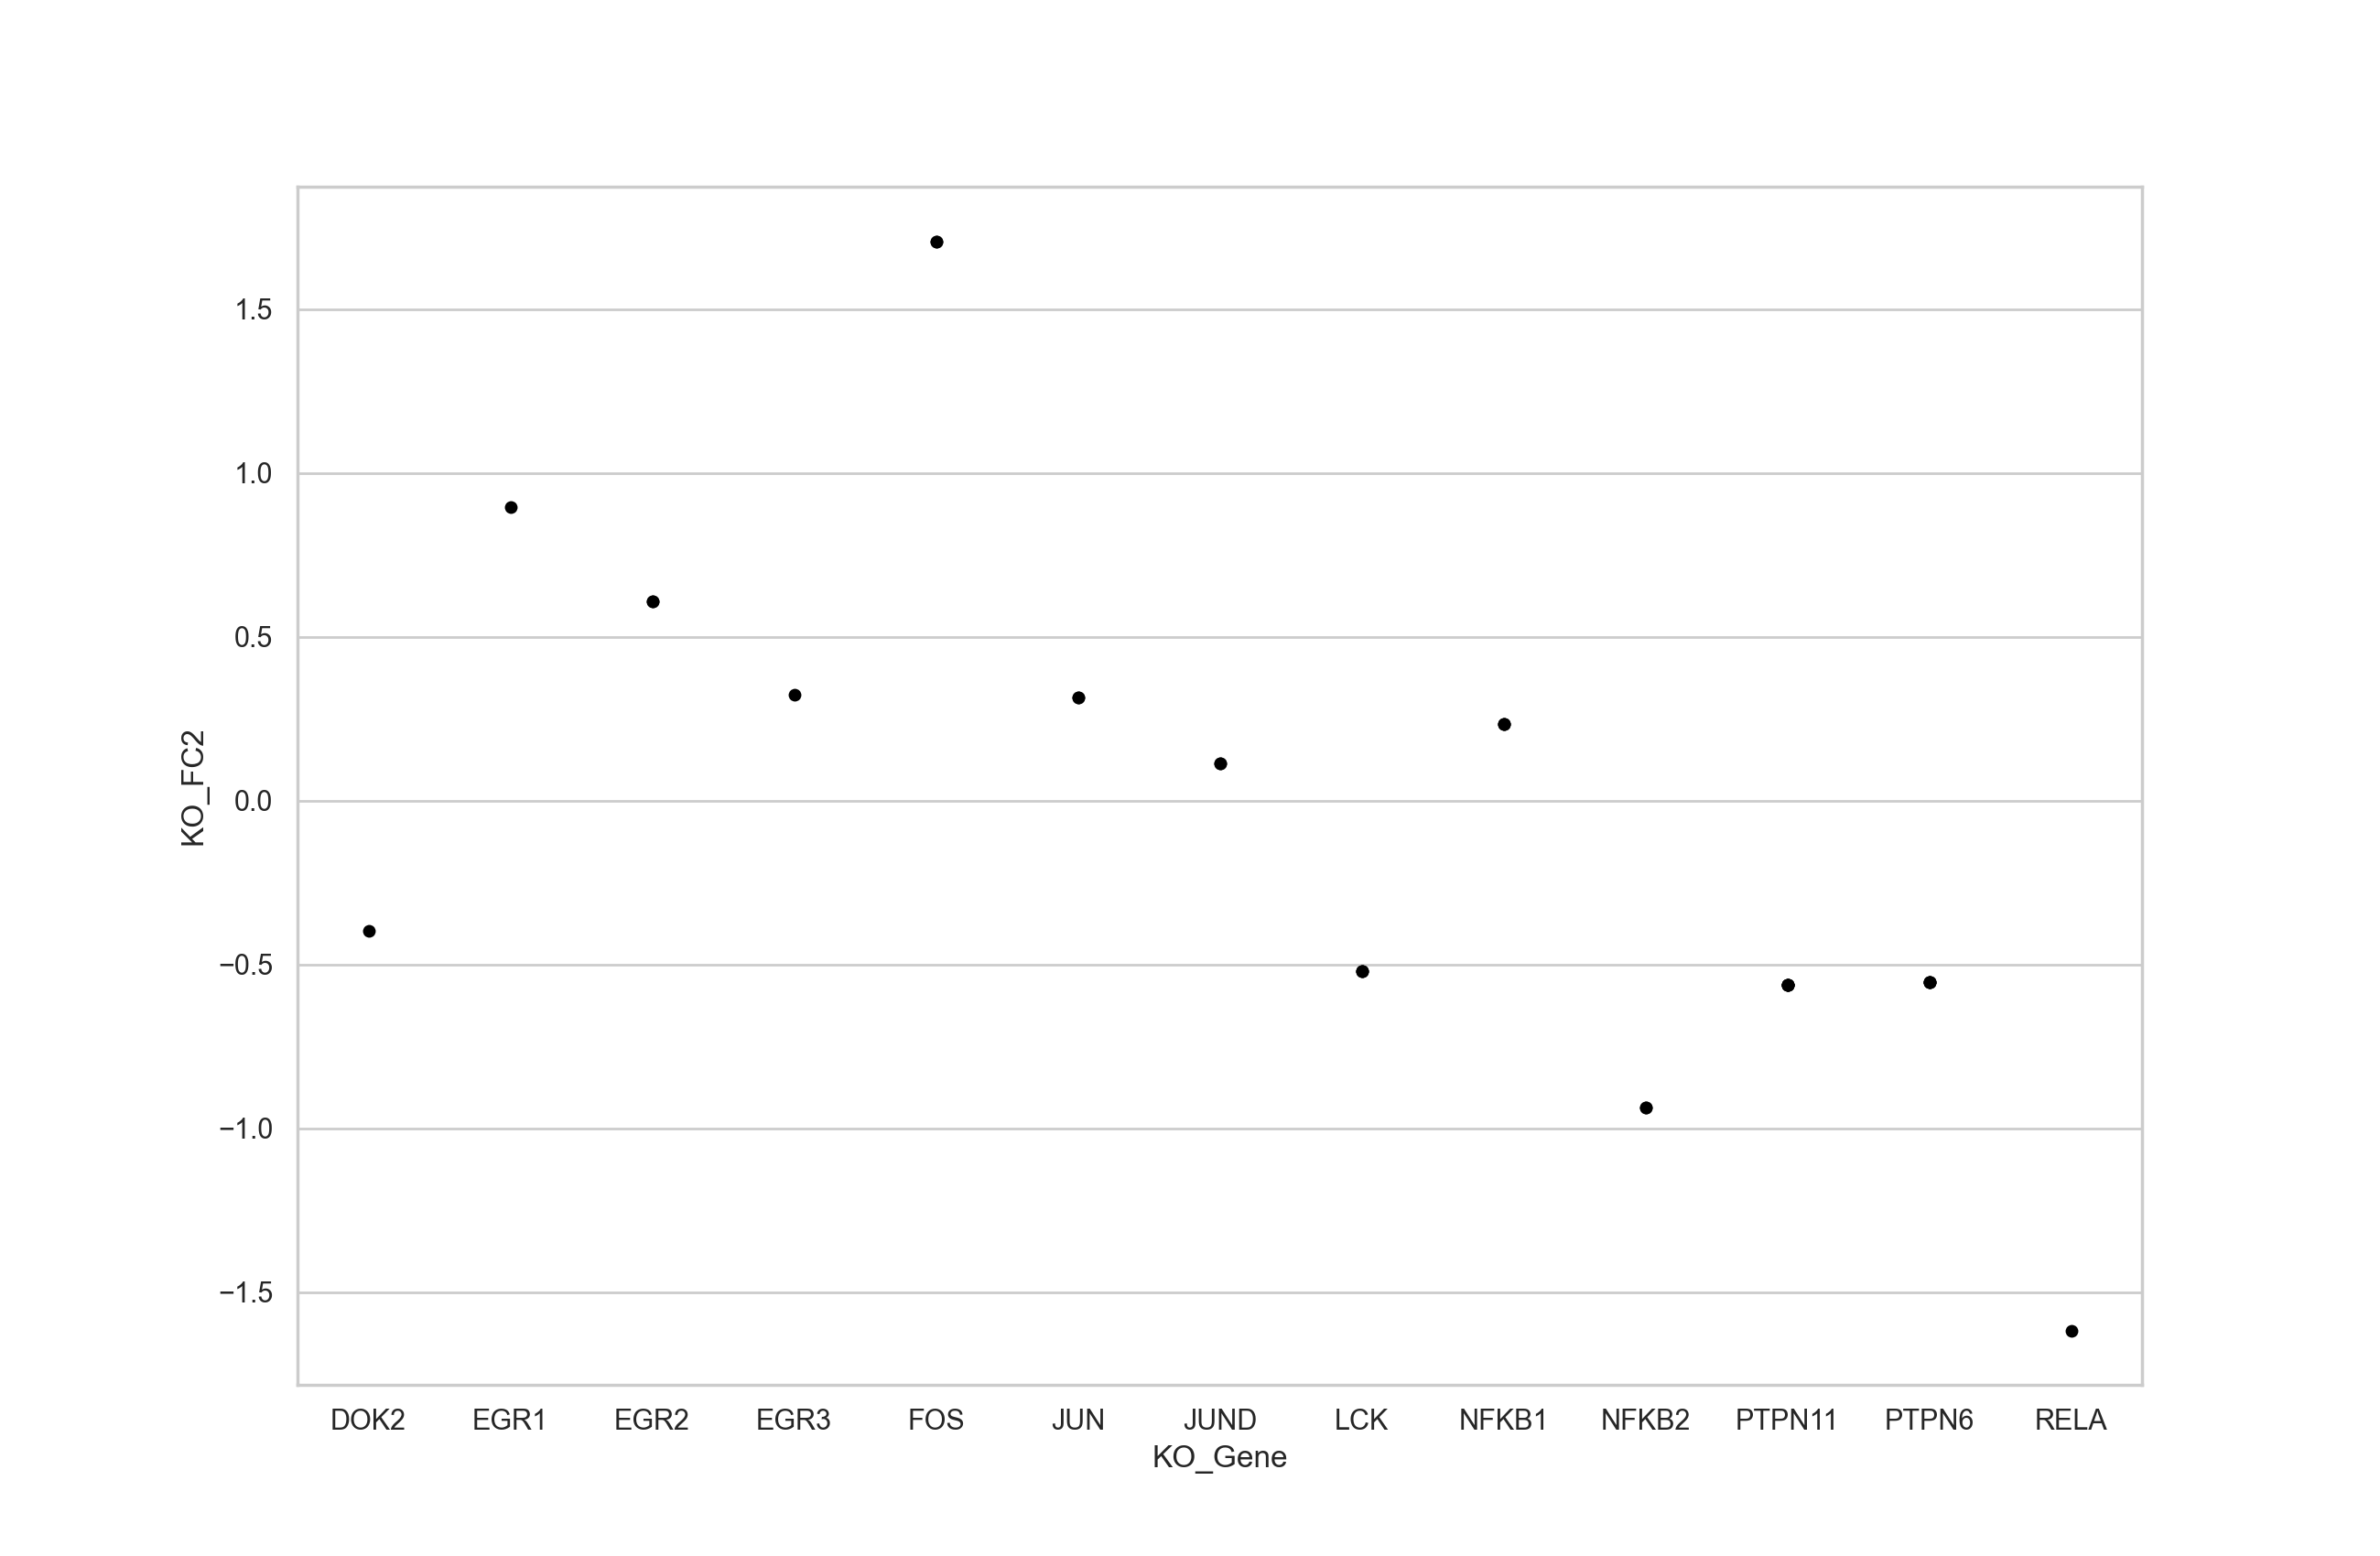 1.5
1.0
0.5
0.0
−0.5
−1.0
−1.5
KO_FC2
DOK2 EGR1 EGR2 EGR3 FOS JUN JUND LCK NFKB1 NFKB2 PTPN11 PTPN6 RELA
KO_Gene